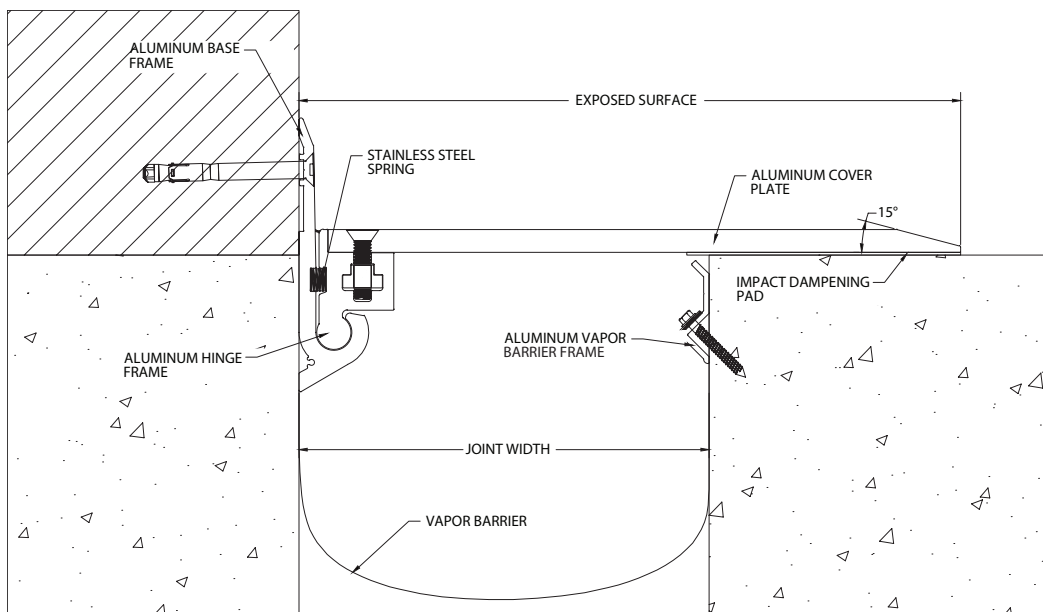 ALUMINUM BASE
FRAME
EXPOSED SURFACE
STAINLESS STEEL
SPRING
ALUMINUM COVER
PLATE
15°
IMPACT DAMPENING
PAD
ALUMINUM HINGE
FRAME
ALUMINUM VAPOR
BARRIER FRAME
JOINT WIDTH
VAPOR BARRIER